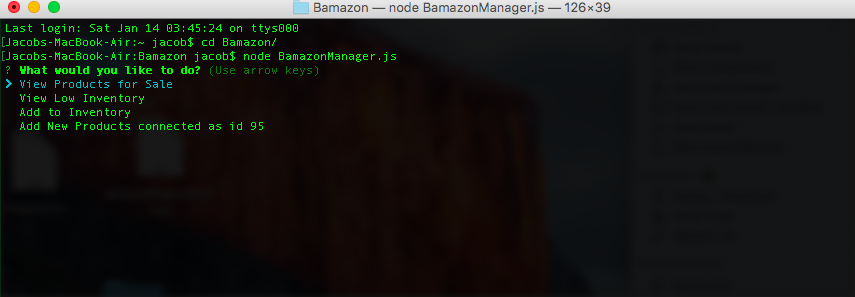 Bamazon — node BamazonManager.js — 126×39
Last login: Sat Jan 14 03:45:24 on ttys000
[Jacobs-MacBook-Air:~ jacob$ cd Bamazon/
[Jacobs-MacBook-Air:Bamazon jacob$ node BamazonManager.js
? What would you like to do? (Use arrow keys)
❯ View Products for Sale
View Low Inventory
Add to Inventory
Add New Products connected as id 95